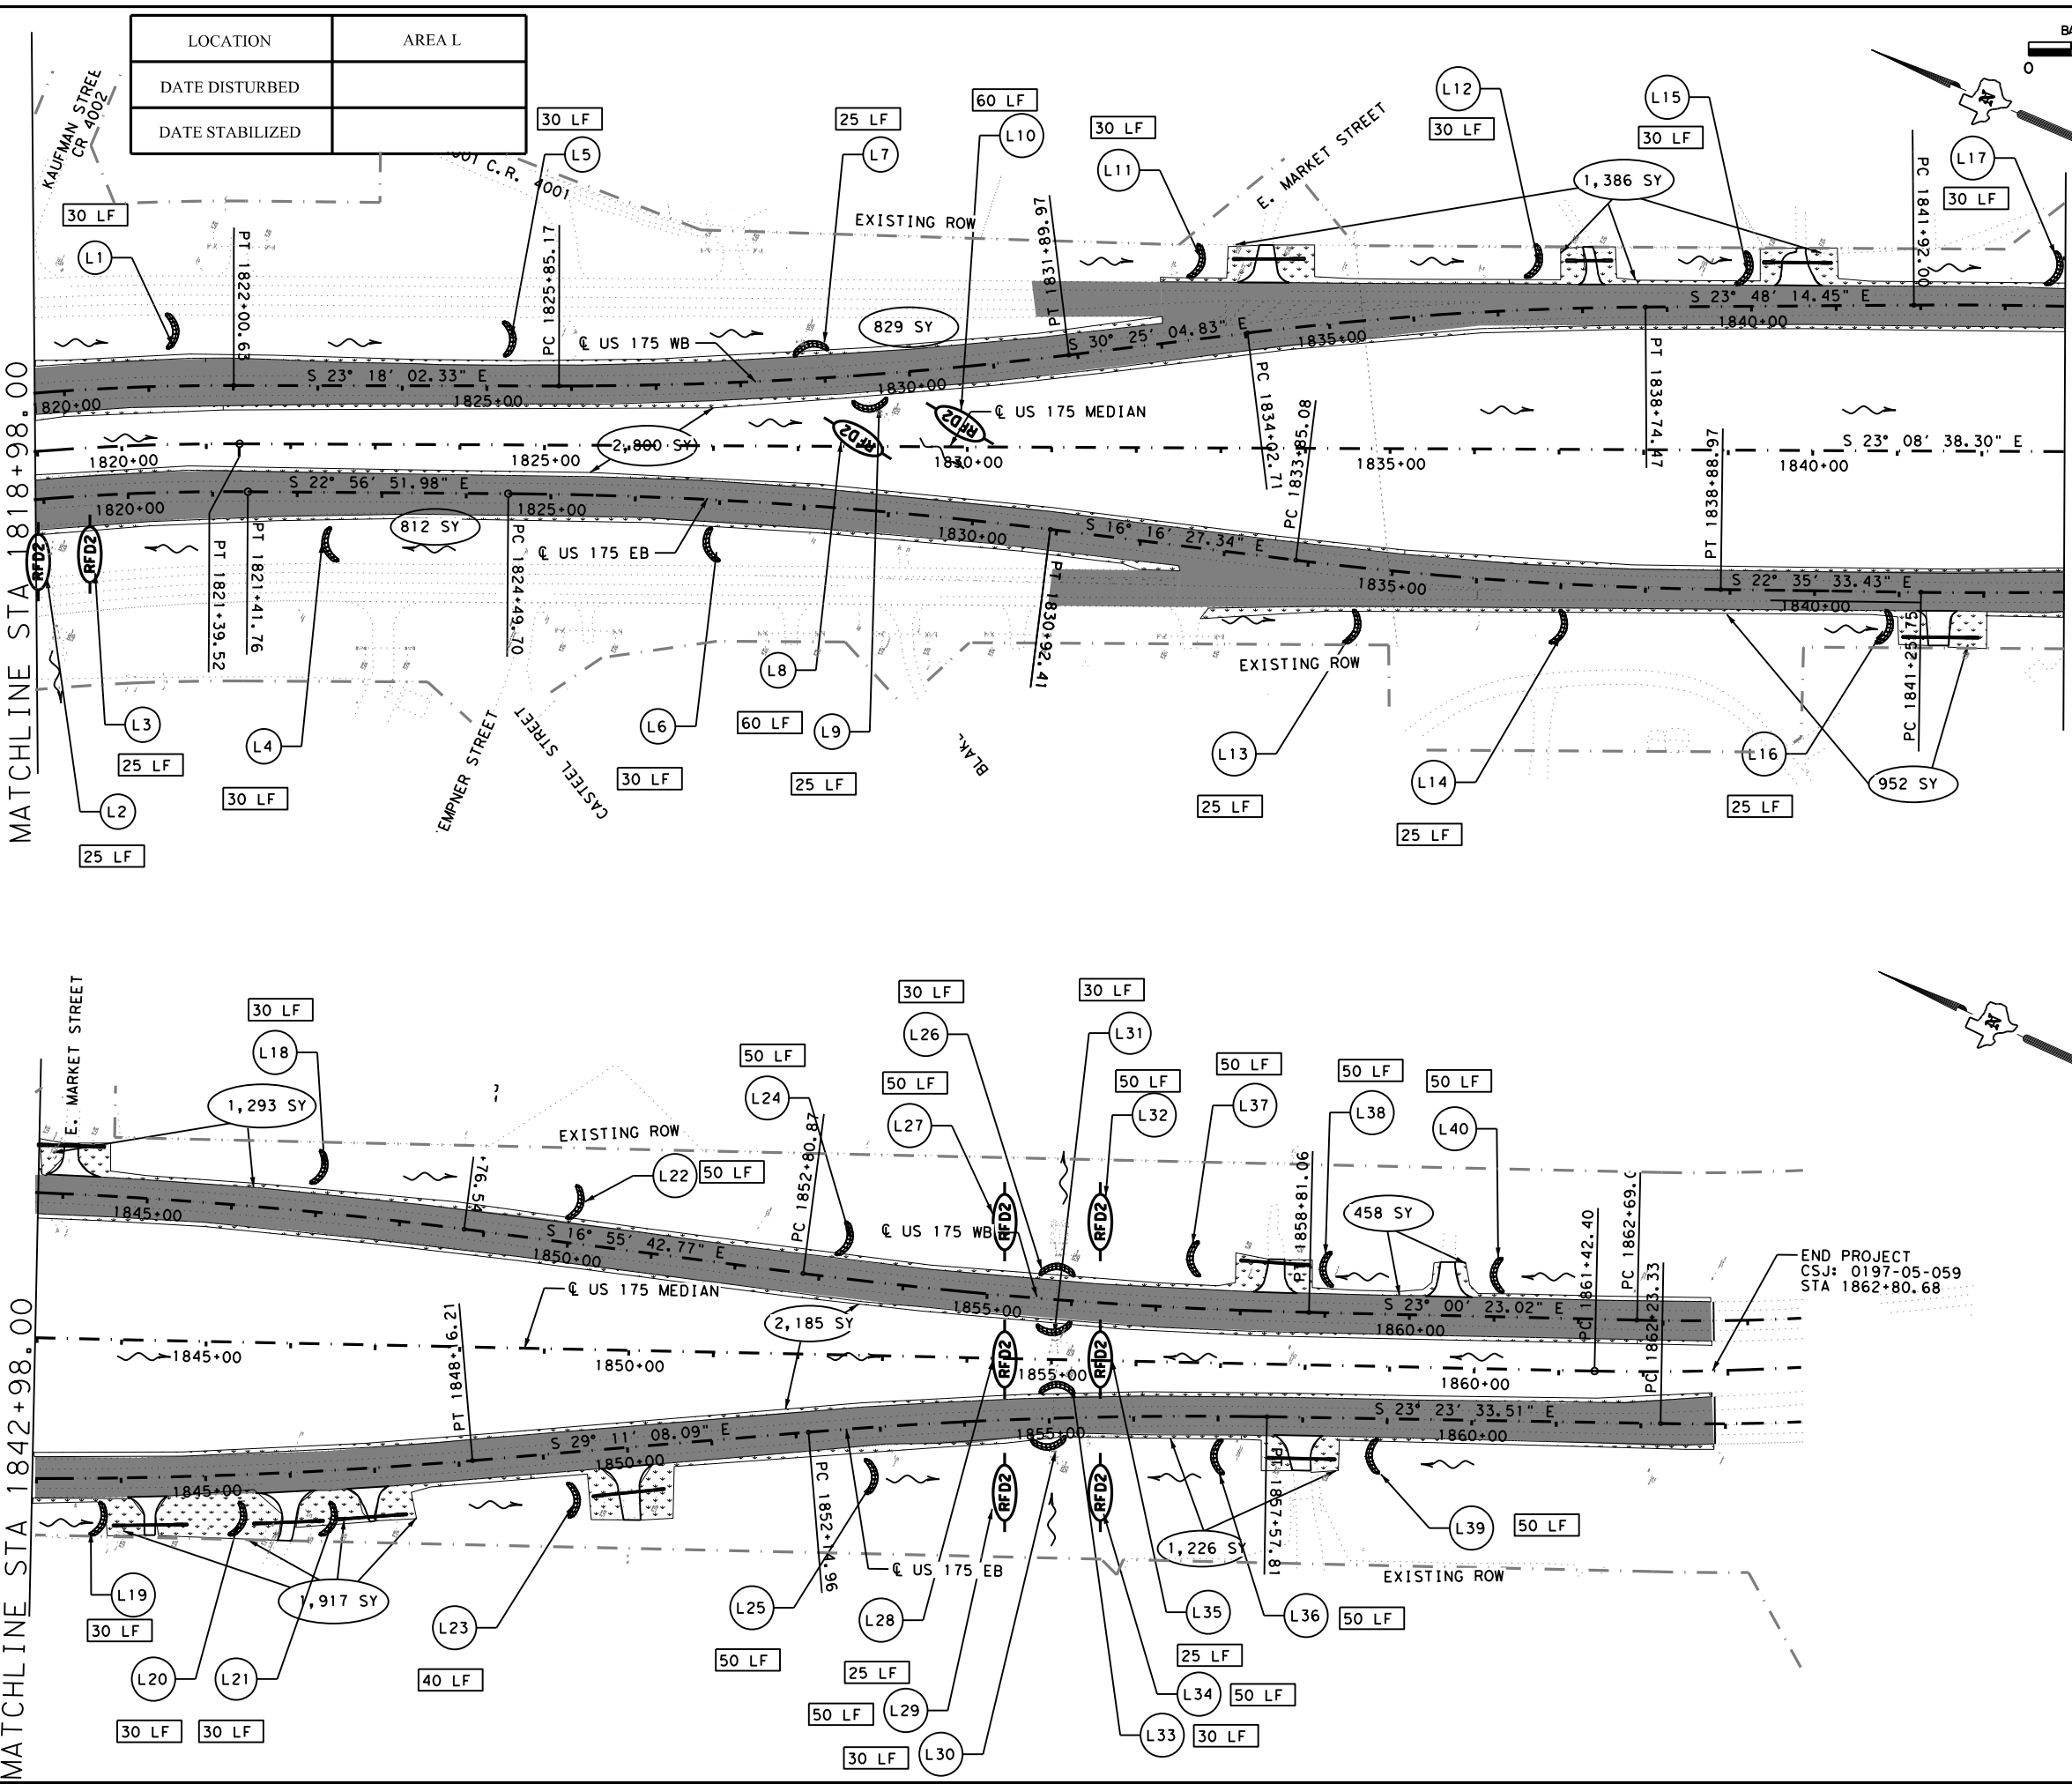 LOCATION AREA L
DATE DISTURBED
DATE STABILIZED
KAUFMAN STREE
CR 4002
C.R. 4001
30 LF
L1
30 LF
L5
25 LF
L7
60 LF
L10
30 LF
L11
E. MARKET STREET
L12
30 LF
L15
30 LF
1,386 SY
L17
30 LF
0
EXISTING ROW
PT 1822+00.63
PC 1825+85.17
PT 1831+89.97
PC 1841+92.00
℄ US 175 WB
829 SY
S 23° 18' 02.33" E
S 30° 25' 04.83" E
S 23° 48' 14.45" E
1820+00
1825+00
1830+00
1835+00
1840+00
PC 1834+02.71
PC 1833+85.08
PT 1838+74.47
PT 1838+88.97
RFD2
RFD2
℄ US 175 MEDIAN
2,800 SY
1820+00
1825+00
1830+00
1835+00
1840+00
S 23° 08' 38.30" E
MATCHLINE STA 1818+98.00
S 22° 56' 51.98" E
1820+00
1825+00
1830+00
1835+00
1840+00
812 SY
℄ US 175 EB
S 16° 16' 27.34" E
S 22° 35' 33.43" E
RFD2
RFD2
PT 1821+39.52
PT 1821+41.76
PC 1824+49.70
PT 1830+92.41
PC 1841+25.75
EXISTING ROW
L2
25 LF
L3
25 LF
L4
30 LF
EMPNER STREET
CASTEEL STREET
L6
30 LF
L8
60 LF
L9
25 LF
L13
25 LF
L14
25 LF
L16
25 LF
952 SY
E. MARKET STREET
30 LF
L18
1,293 SY
EXISTING ROW
L22
50 LF
50 LF
L24
30 LF
L26
50 LF
L27
30 LF
L31
50 LF
L32
50 LF
L37
50 LF
L38
50 LF
L40
+76.54
PC 1852+80.87
℄ US 175 WB
RFD2
RFD2
PT 1858+81.06
458 SY
PC 1861+42.40
PC 1862+69.0
PC 1862+23.33
END PROJECT
CSJ: 0197-05-059
STA 1862+80.68
1845+00
S 16° 55' 42.77" E
1850+00
1855+00
S 23° 00' 23.02" E
1860+00
℄ US 175 MEDIAN
2,185 SY
PT 1848+16.21
1845+00
1850+00
RFD2
1855+00
RFD2
1860+00
MATCHLINE STA 1842+98.00
S 29° 11' 08.09" E
1845+00
1850+00
1855+00
S 23° 23' 33.51" E
1860+00
PC 1852+14.96
PT 1857+57.81
RFD2
RFD2
℄ US 175 EB
1,226 SY
EXISTING ROW
L19
30 LF
L20
30 LF
L21
30 LF
1,917 SY
L23
40 LF
L25
50 LF
L28
25 LF
L29
50 LF
L30
30 LF
L35
25 LF
L36
50 LF
L34
50 LF
L33
30 LF
L39
50 LF